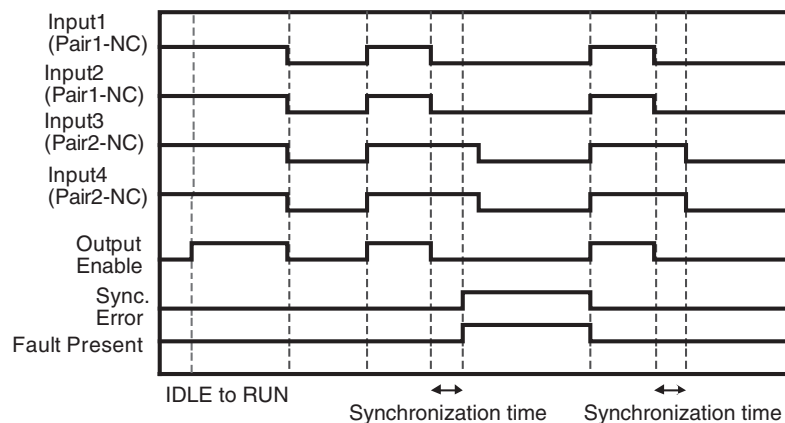 Input1
(Pair1-NC)
Input2
(Pair1-NC)
Input3
(Pair2-NC)
Input4
(Pair2-NC)
Output
Enable
Sync.
Error
Fault Present
IDLE to RUN
Synchronization time
Synchronization time